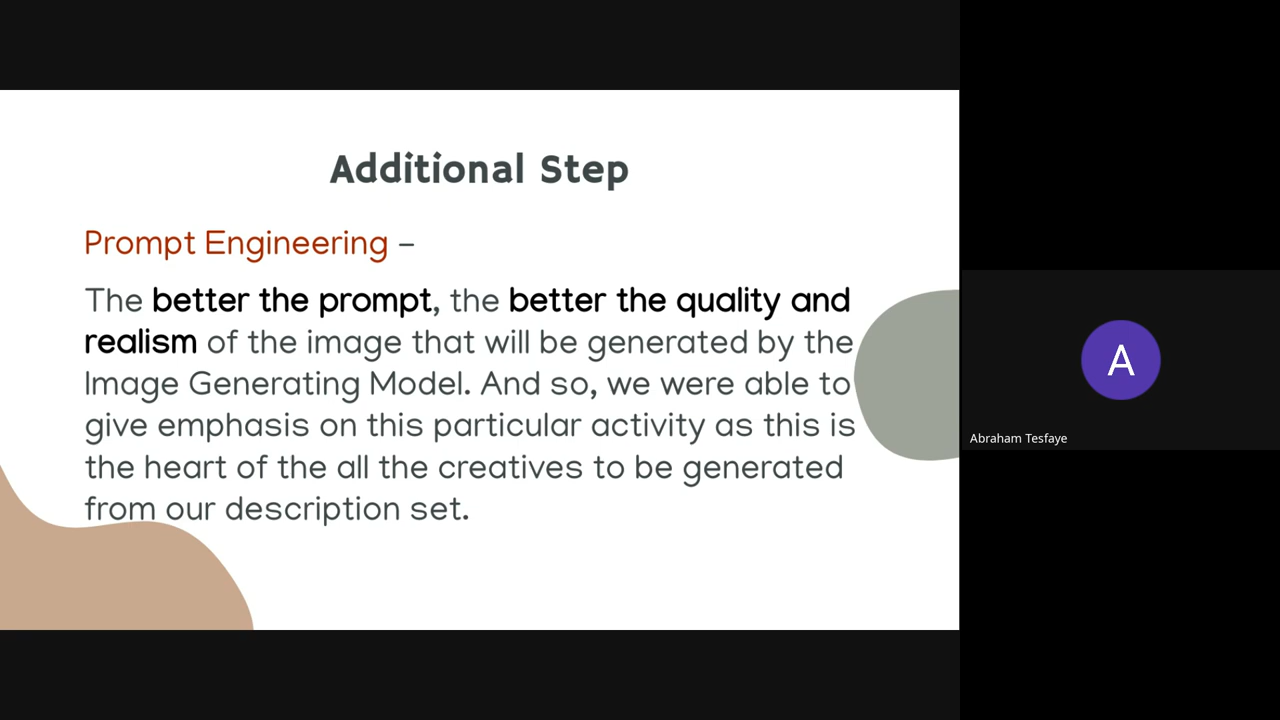 Additional Step
Prompt Engineering –
The better the prompt, the better the quality and
realism of the image that will be generated by the
Image Generating Model. And so, we were able to
give emphasis on this particular activity as this is
the heart of the all the creatives to be generated
from our description set.
A
Abraham Tesfaye